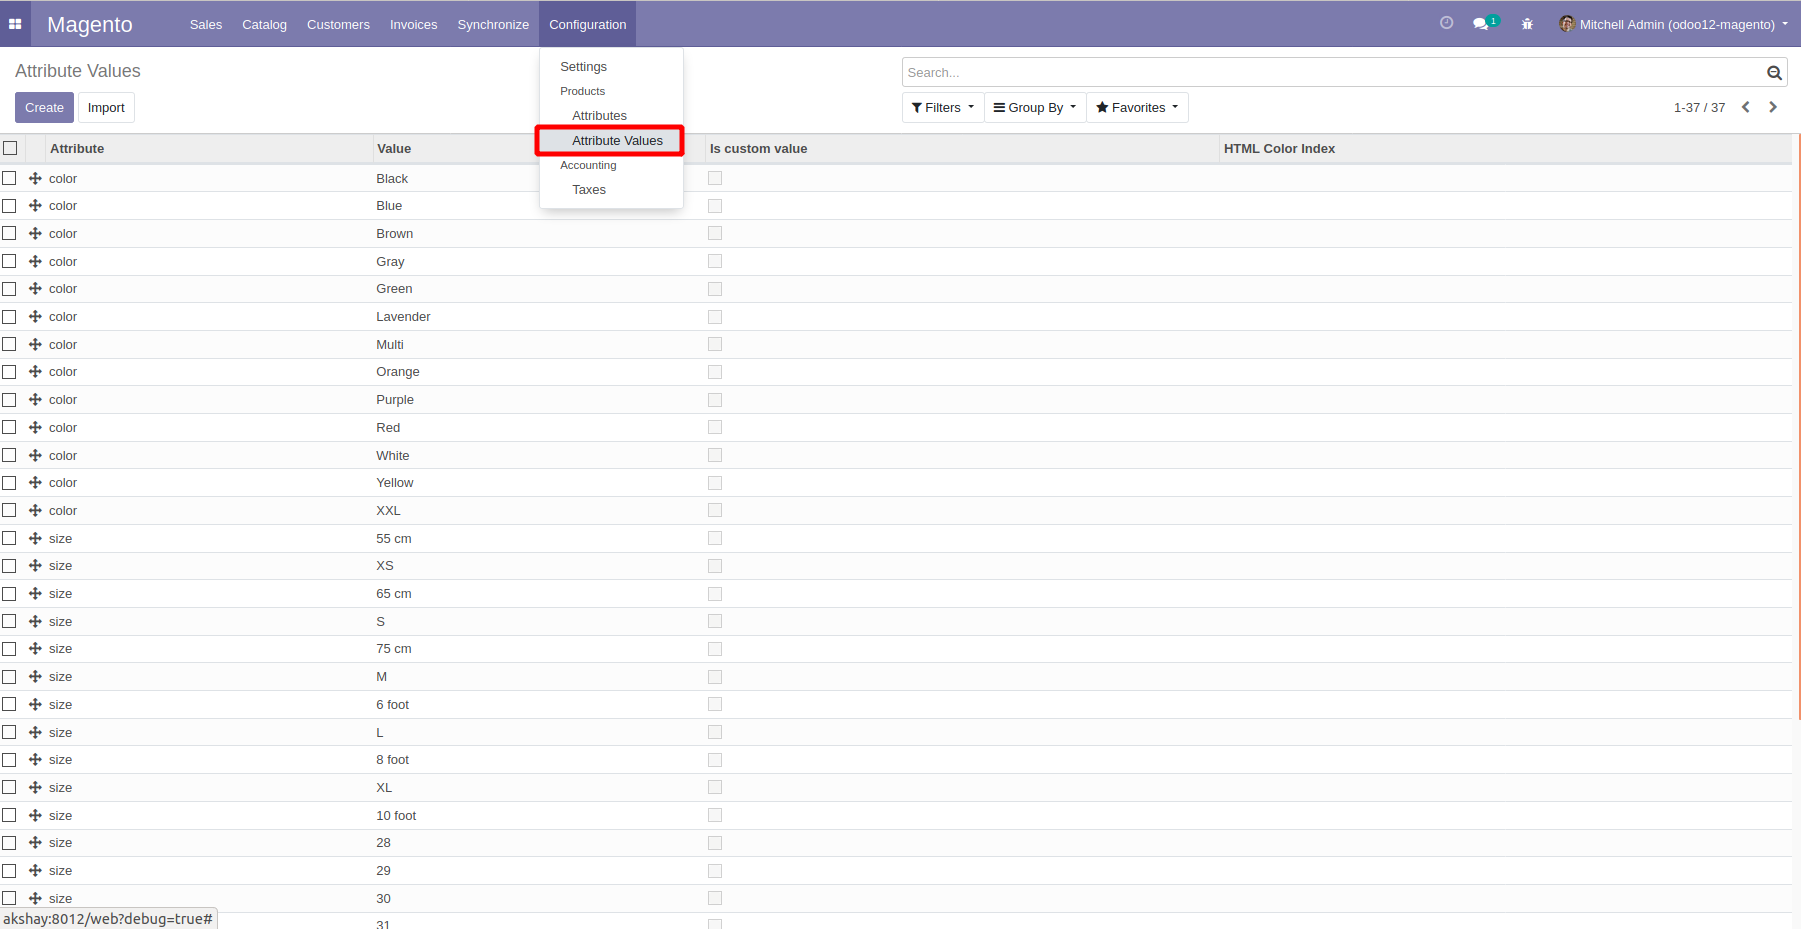 Magento Sales Catalog Customers Invoices Synchronize Configuration 1 Mitchell Admin (odoo12-magento)
Attribute Values
Search...
Create Import
Filters Group By Favorites 1-37 / 37
Settings
Products
Attributes
Attribute Values
Accounting
Taxes
Attribute Value Is custom value HTML Color Index
color Black
color Blue
color Brown
color Gray
color Green
color Lavender
color Multi
color Orange
color Purple
color Red
color White
color Yellow
color XXL
size 55 cm
size XS
size 65 cm
size S
size 75 cm
size M
size 6 foot
size L
size 8 foot
size XL
size 10 foot
size 28
size 29
size 30
31
akshay:8012/web?debug=true#